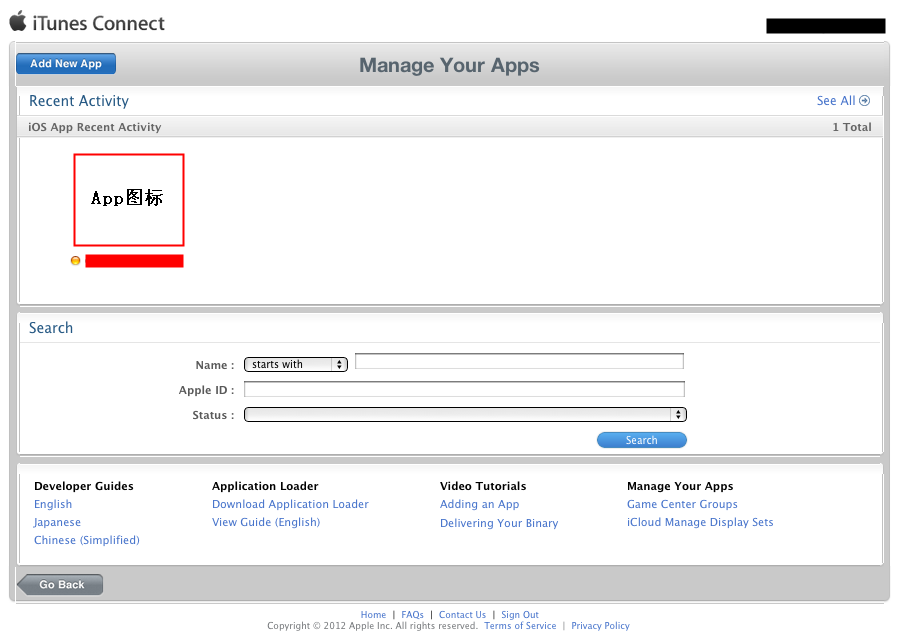 iTunes Connect
Add New App
Manage Your Apps
Recent Activity
See All
iOS App Recent Activity
1 Total
App图标
Search
Name :
starts with
Apple ID :
Status :
Search
Developer Guides
English
Japanese
Chinese (Simplified)
Application Loader
Download Application Loader
View Guide (English)
Video Tutorials
Adding an App
Delivering Your Binary
Manage Your Apps
Game Center Groups
iCloud Manage Display Sets
Go Back
Home | FAQs | Contact Us | Sign Out
Copyright © 2012 Apple Inc. All rights reserved. Terms of Service | Privacy Policy